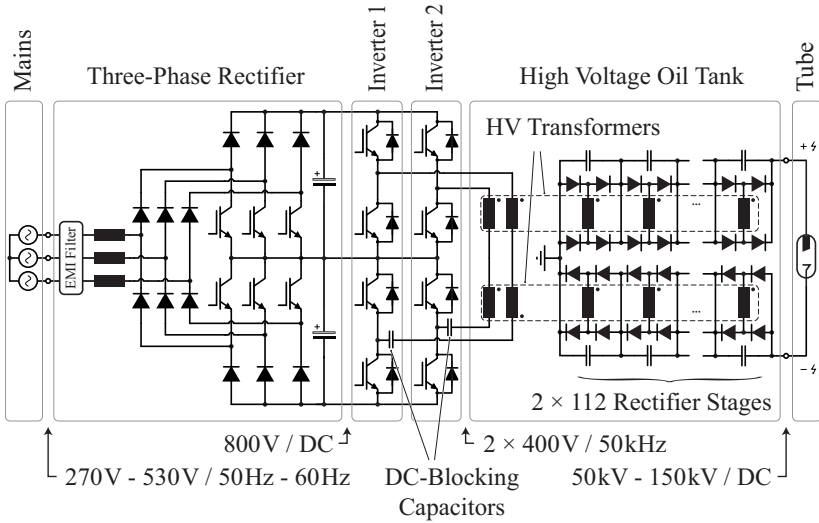 Mains
Three-Phase Rectifier
Inverter 1
Inverter 2
High Voltage Oil Tank
Tube
HV Transformers
EMI Filter
+
+
+
...
...
-
2 × 112 Rectifier Stages
800V / DC
2 × 400V / 50kHz
270V - 530V / 50Hz - 60Hz
DC-Blocking
Capacitors
50kV - 150kV / DC